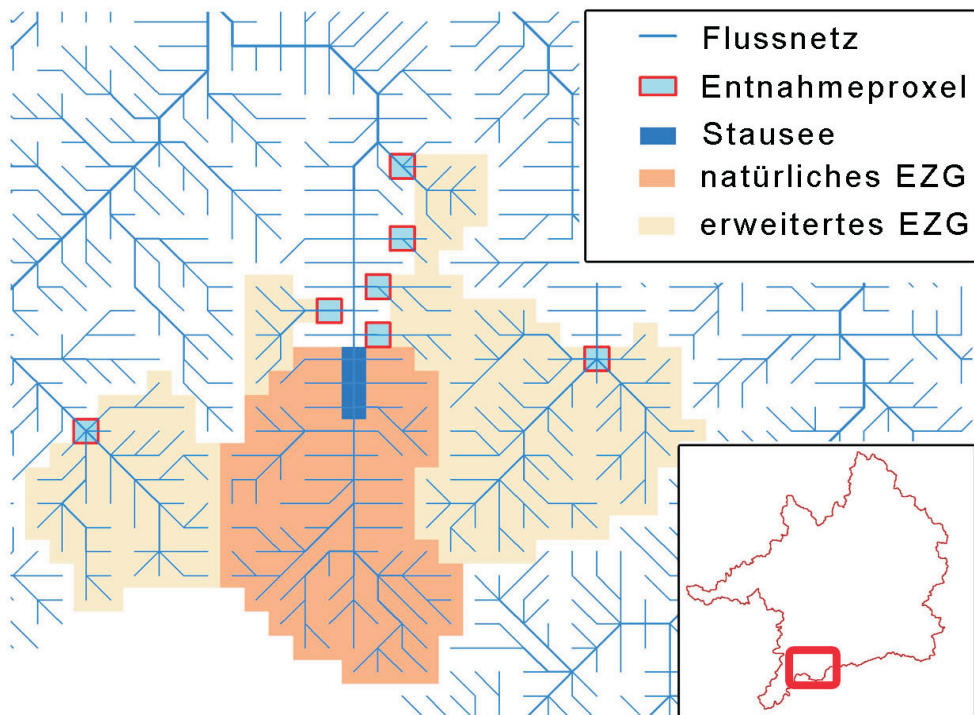 Flussnetz
Entnahmeproxel
Stausee
natürliches EZG
erweitertes EZG